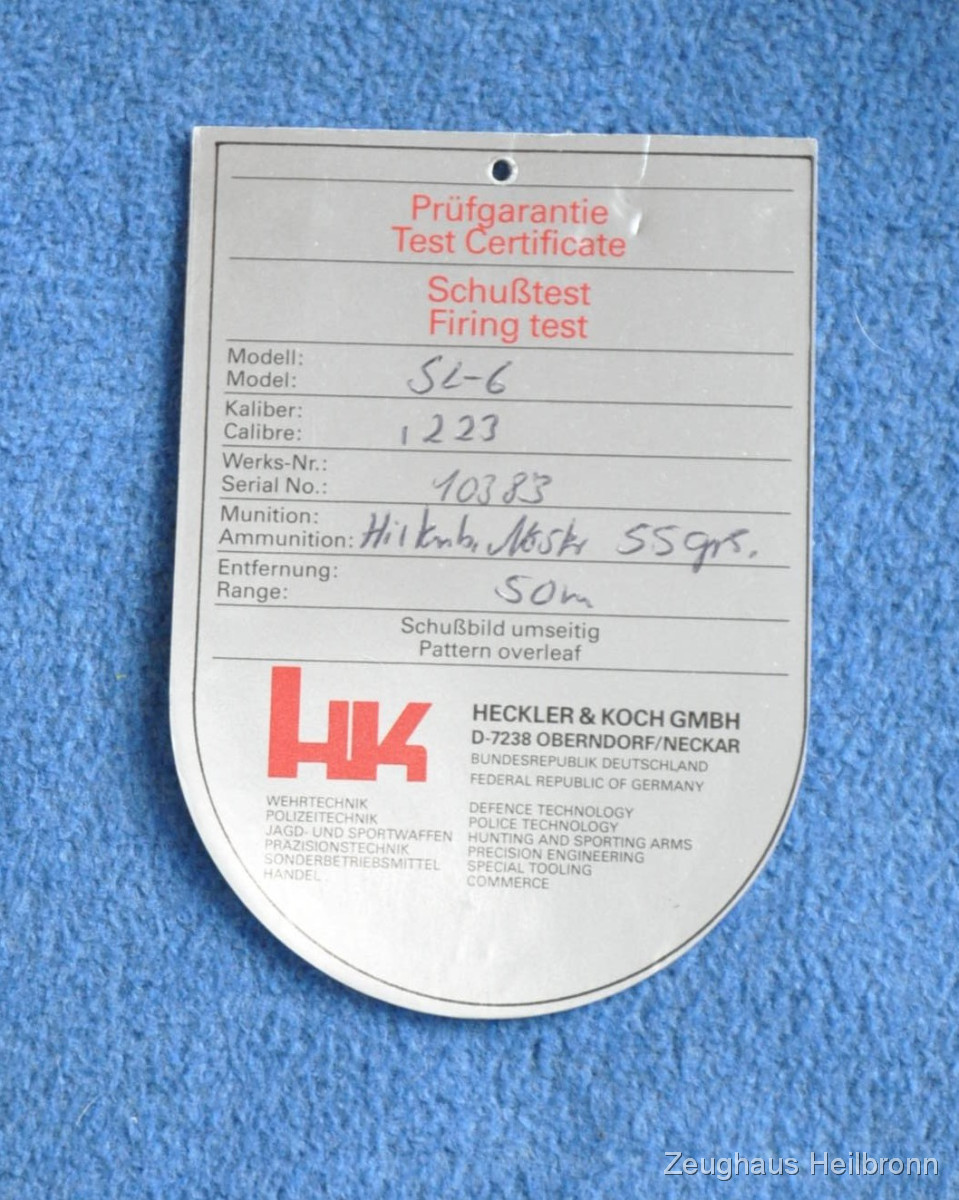 Prüfgarantie
Test Certificate
Schußtest
Firing test
Modell:
Model: SL-6
Kaliber:
Calibre: .223
Werks-Nr.:
Serial No.: 10383
Munition:
Ammunition: 55 grs.
Entfernung:
Range: 50m
Schußbild umseitig
Pattern overleaf
HK
HECKLER & KOCH GMBH
D-7238 OBERNDORF/NECKAR
BUNDESREPUBLIK DEUTSCHLAND
FEDERAL REPUBLIC OF GERMANY
WEHRTECHNIK
POLIZEITECHNIK
JAGD- UND SPORTWAFFEN
PRÄZISIONSTECHNIK
SONDERBETRIEBSMITTEL
HANDEL
DEFENCE TECHNOLOGY
POLICE TECHNOLOGY
HUNTING AND SPORTING ARMS
PRECISION ENGINEERING
SPECIAL TOOLING
COMMERCE
Zeughaus Heilbronn